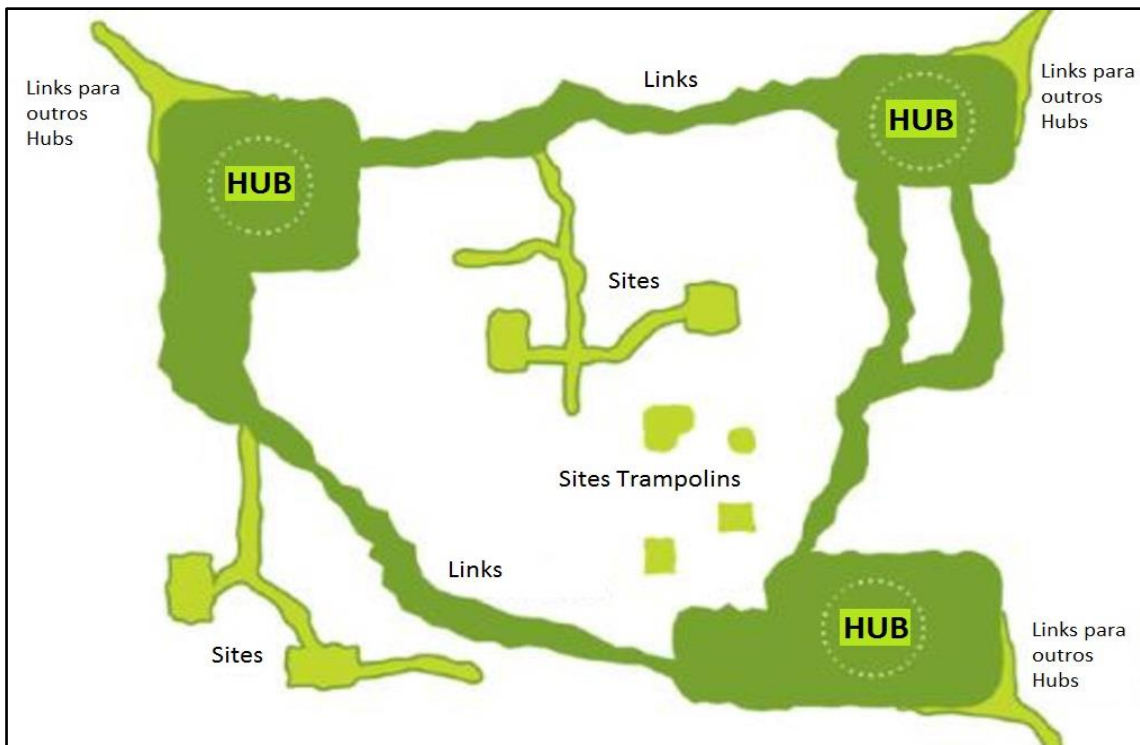 Links
Links para
outros
Hubs
Links para
outros
Hubs
HUB
HUB
Sites
Sites Trampolins
Links
HUB
Sites
Links para
outros
Hubs